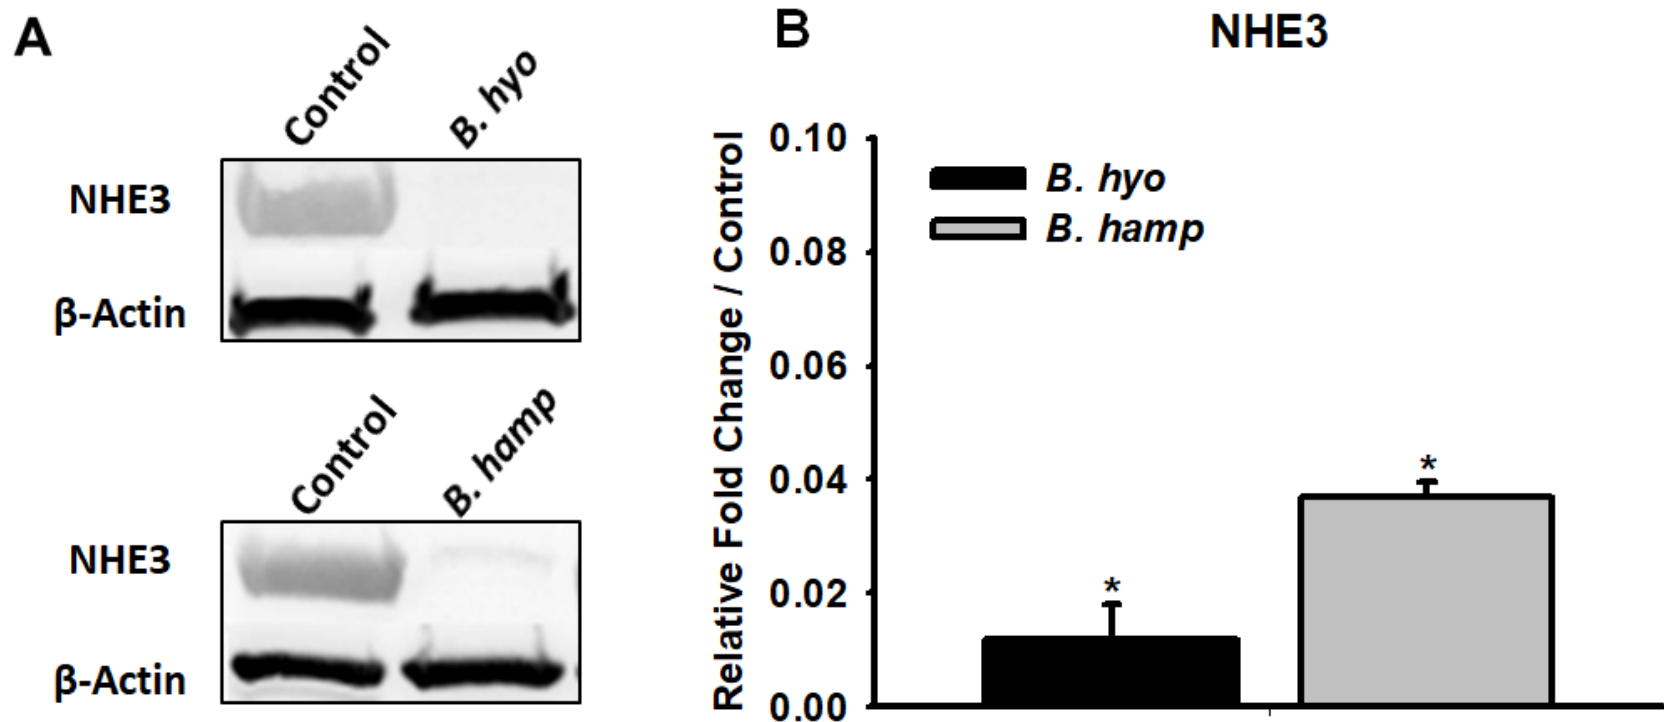 A
Control
B. hyo
NHE3
β-Actin
Control
B. hamp
NHE3
β-Actin
B
NHE3
Relative Fold Change / Control
0.10
0.08
0.06
0.04
0.02
0.00
B. hyo
B. hamp
*
*